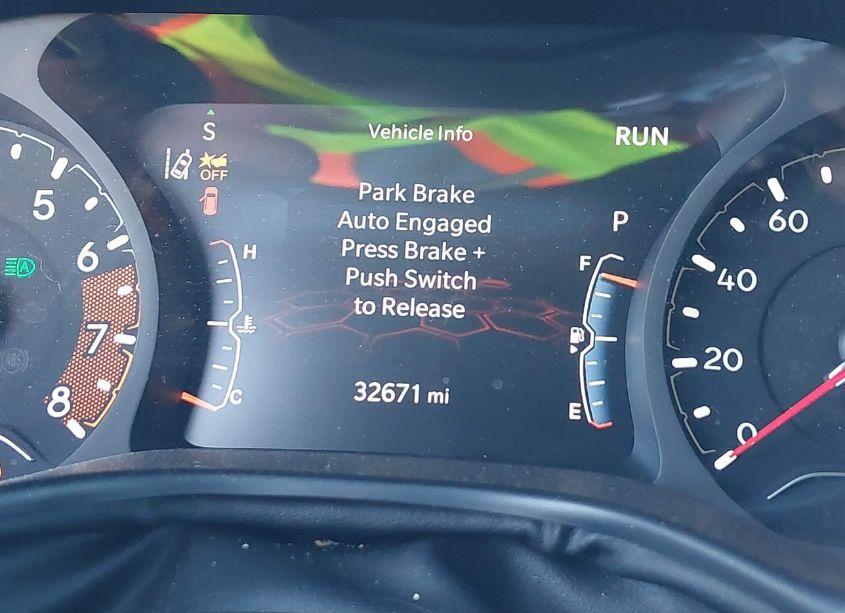 S
Vehicle Info
RUN
OFF
Park Brake
Auto Engaged
Press Brake +
Push Switch
to Release
P
H
C
F
E
32671 mi
5
6
7
8
A
ABS
60
40
20
0